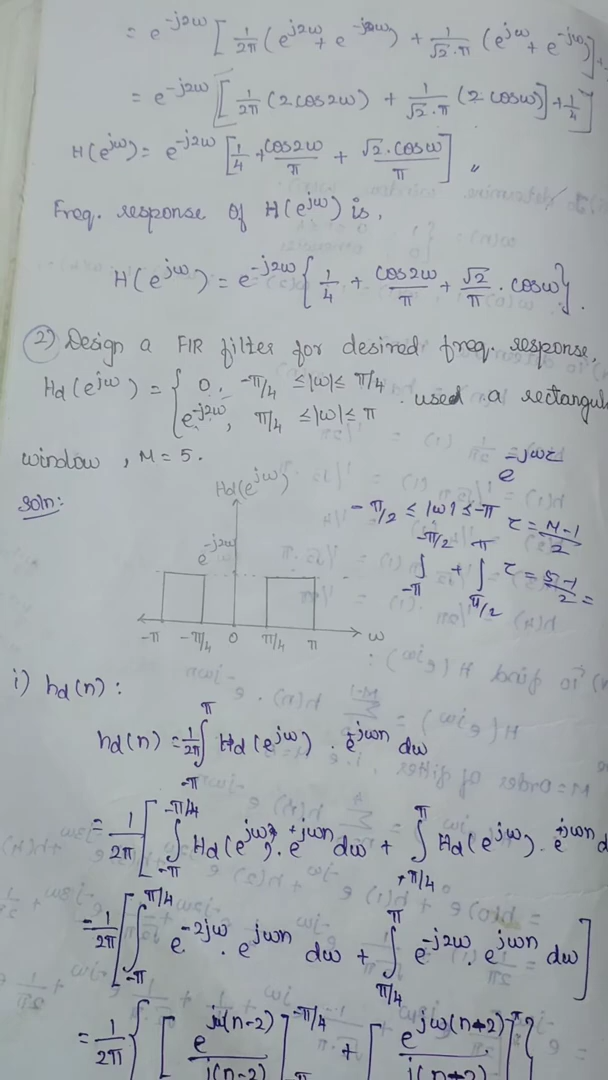 = e^-j2ω [ 1/2π (e^j2ω + e^-j2ω) + 1/√2.π (e^jω + e^-jω) ] +
= e^-j2ω [ 1/2π (2 cos2ω) + 1/√2.π (2 cosω) ] + 1/4 ]
H(e^jω) = e^-j2ω [ 1/4 + cos2ω/π + √2.cosω/π ] "
Freq. response of H(e^jω) is,
H(e^jω) = e^-j2ω { 1/4 + cos2ω/π + √2/π . cosω }.
2) Design a FIR filter for desired freq. response,
Hd(e^jω) = { 0, -π/4 ≤ |ω| ≤ π/4 . used a rectangula
e^-j2ω, π/4 ≤ |ω| ≤ π
window, M = 5.
e^-jωτ
Soln:
Hd(e^jω)
-π/2 ≤ |ω| ≤ -π τ = M-1/2
e^-j2ω
∫-π^-π/2 + ∫π/2^π τ = 5-1/2 =
-π -π/4 0 π/4 π ω
i) hd(n):
hd(n) = 1/2π ∫-π^π Hd(e^jω) . e^+jωn dω
= 1/2π [ ∫-π^-π/4 Hd(e^jω) . e^+jωn dω + ∫+π/4^π Hd(e^jω) . e^+jωn d
= 1/2π [ ∫-π^π/4 e^-2jω . e^jωn dω + ∫π/4^π e^-j2ω . e^jωn dω ]
= 1/2π { [ e^jω(n-2) / j(n-2) ]-π^-π/4 + [ e^jω(n+2) / j(n+2) ]^π }